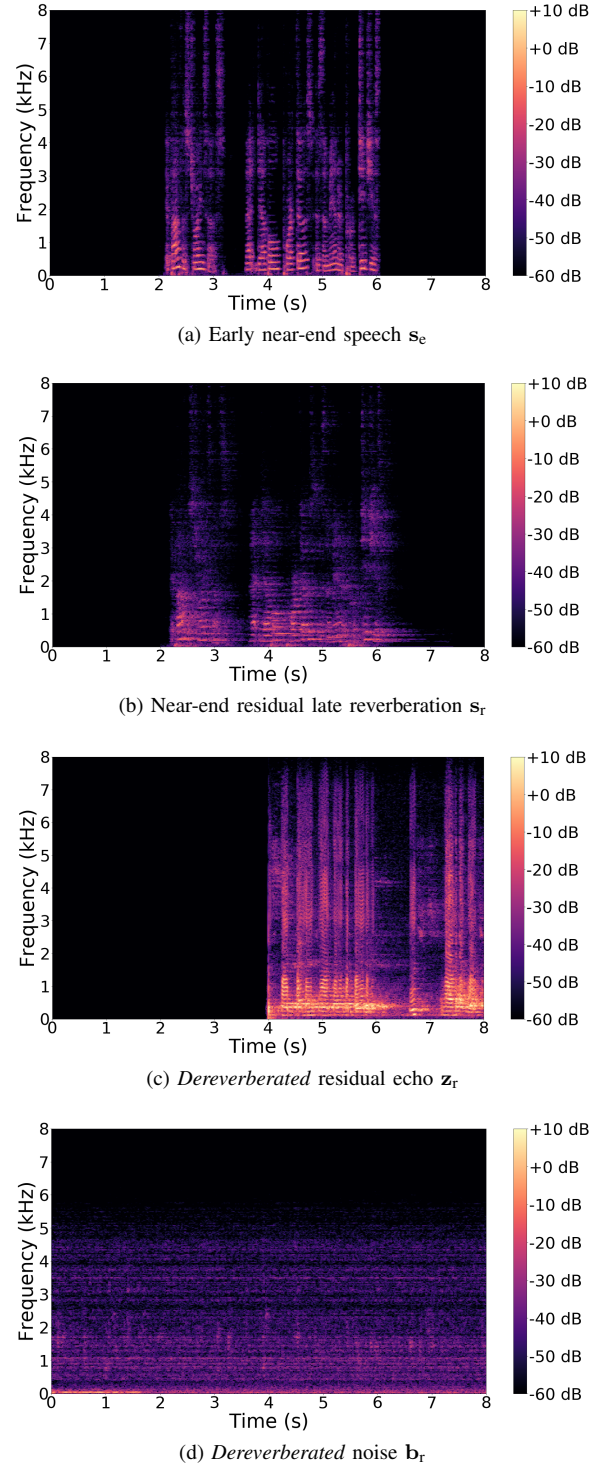 8
7
6
5
4
3
2
1
0
Frequency (kHz)
0 1 2 3 4 5 6 7 8
Time (s)
+10 dB
+0 dB
-10 dB
-20 dB
-30 dB
-40 dB
-50 dB
-60 dB
(a) Early near-end speech sₑ
8
7
6
5
4
3
2
1
0
Frequency (kHz)
0 1 2 3 4 5 6 7 8
Time (s)
+10 dB
+0 dB
-10 dB
-20 dB
-30 dB
-40 dB
-50 dB
-60 dB
(b) Near-end residual late reverberation sᵣ
8
7
6
5
4
3
2
1
0
Frequency (kHz)
0 1 2 3 4 5 6 7 8
Time (s)
+10 dB
+0 dB
-10 dB
-20 dB
-30 dB
-40 dB
-50 dB
-60 dB
(c) Dereverberated residual echo zᵣ
8
7
6
5
4
3
2
1
0
Frequency (kHz)
0 1 2 3 4 5 6 7 8
Time (s)
+10 dB
+0 dB
-10 dB
-20 dB
-30 dB
-40 dB
-50 dB
-60 dB
(d) Dereverberated noise bᵣ